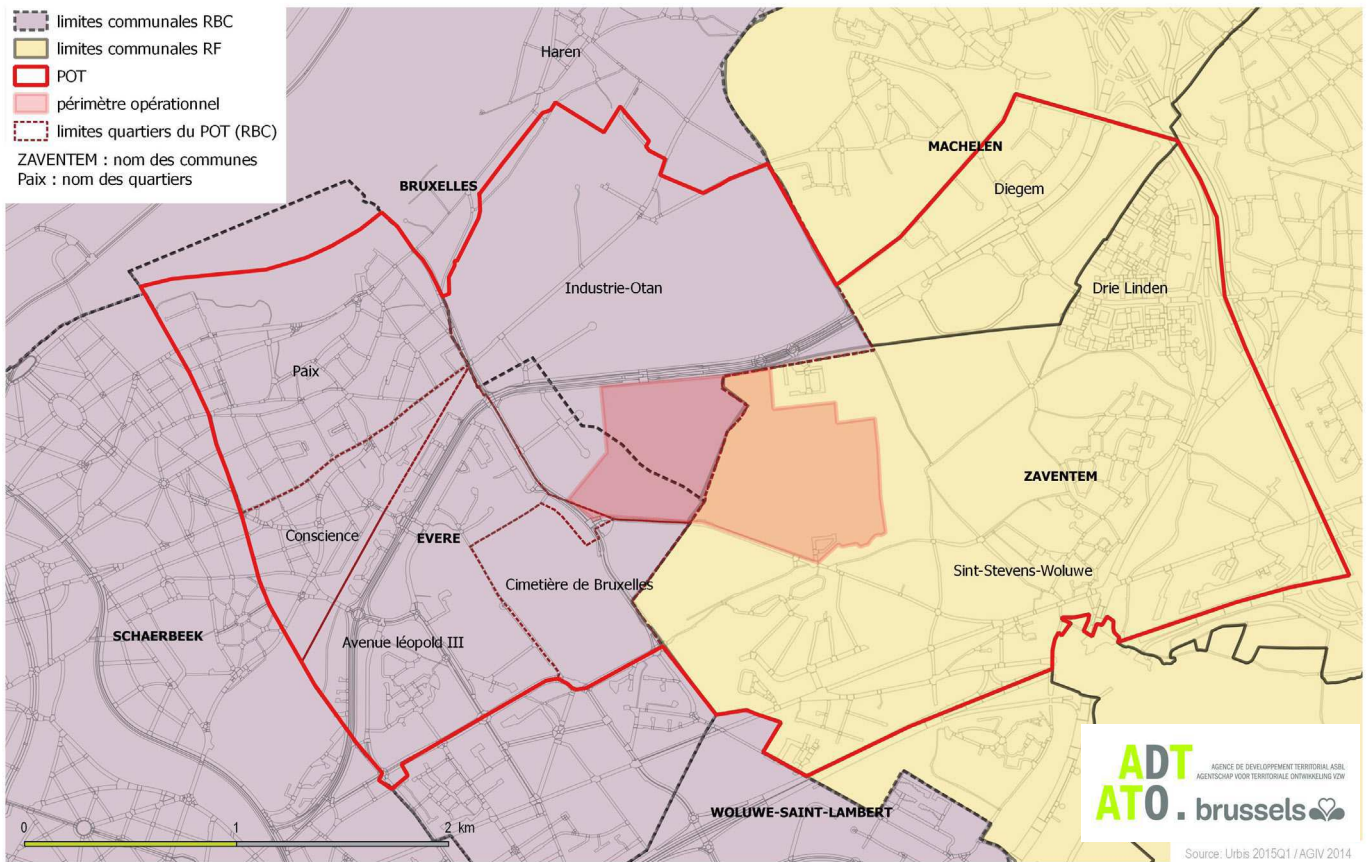 limites communales RBC
limites communales RF
POT
périmètre opérationnel
limites quartiers du POT (RBC)
ZAVENTEM : nom des communes
Paix : nom des quartiers
Haren
MACHELEN
BRUXELLES
Diegem
Industrie-Otan
Drie Linden
Paix
ZAVENTEM
Conscience
EVERE
Sint-Stevens-Woluwe
Cimetière de Bruxelles
SCHAERBEEK
Avenue léopold III
WOLUWE-SAINT-LAMBERT
0 1 2 km
ADT
ATO. brussels
AGENCE DE DEVELOPPEMENT TERRITORIAL ASBL
AGENTSCHAP VOOR TERRITORIALE ONTWIKKELING VZW
Source: Urbis 2015Q1 / AGIV 2014